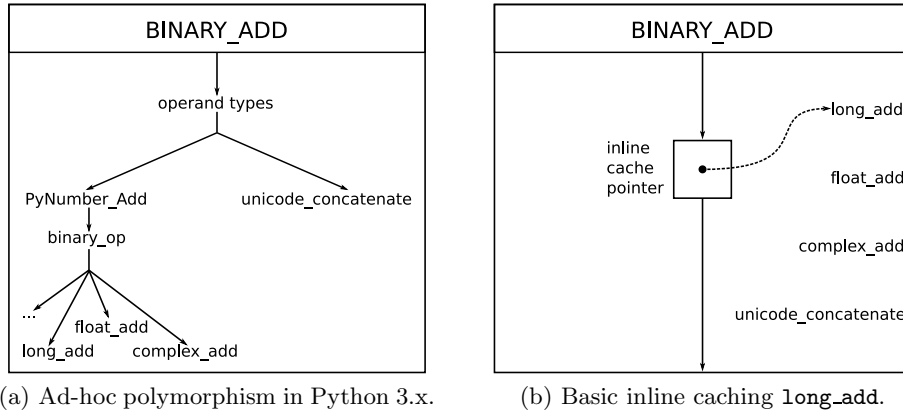 BINARY_ADD
operand types
PyNumber_Add
unicode_concatenate
binary_op
...
float_add
long_add
complex_add
(a) Ad-hoc polymorphism in Python 3.x.
BINARY_ADD
inline
cache
pointer
long_add
float_add
complex_add
unicode_concatenate
(b) Basic inline caching long_add.